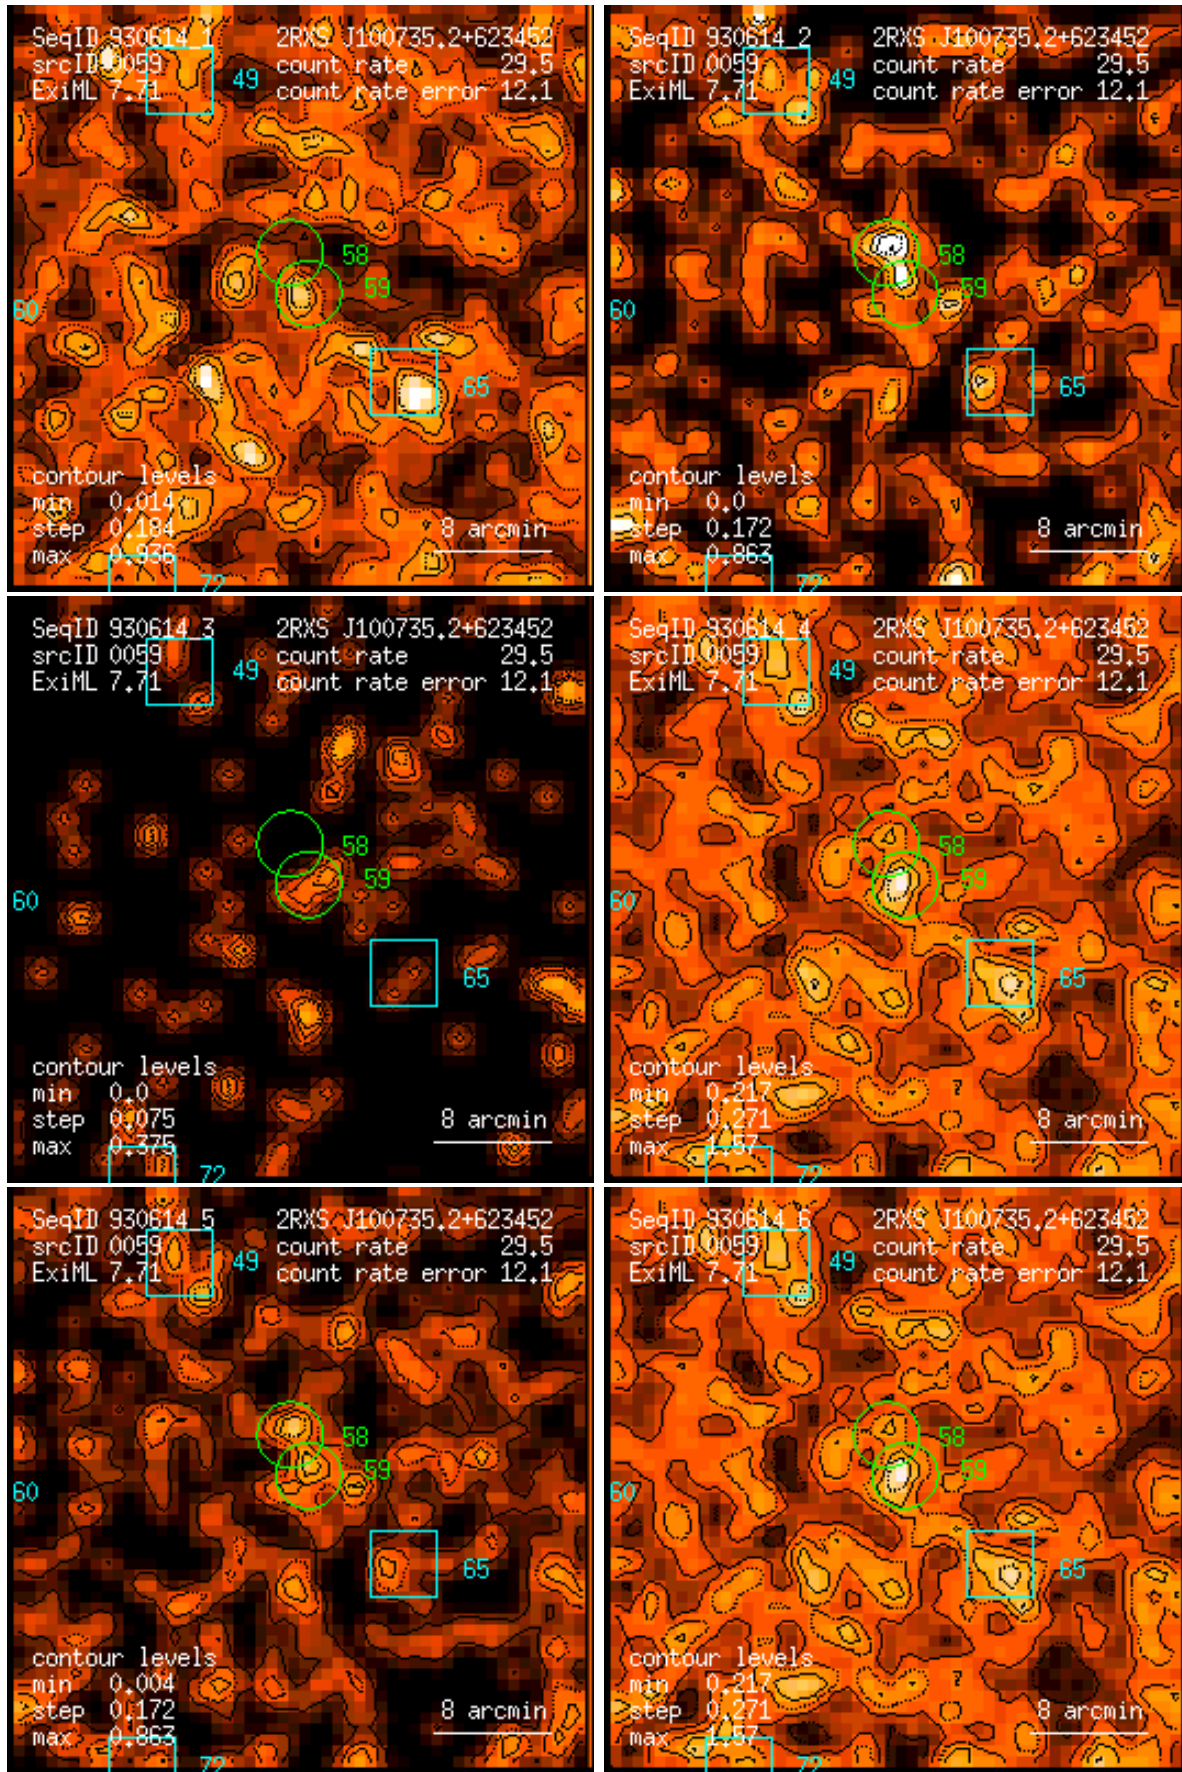 SeqID 930614_1 2RXS J100735.2+623452
srcID 0059 count rate 29.5
ExiML 7.71 count rate error 12.1
49
58
59
60
65
contour levels
min 0.014
step 0.184
max 0.936
8 arcmin
72
SeqID 930614_2 2RXS J100735.2+623452
srcID 0059 count rate 29.5
ExiML 7.71 count rate error 12.1
49
58
59
60
65
contour levels
min 0.0
step 0.172
max 0.863
8 arcmin
72
SeqID 930614_3 2RXS J100735.2+623452
srcID 0059 count rate 29.5
ExiML 7.71 count rate error 12.1
49
58
59
60
65
contour levels
min 0.0
step 0.075
max 0.375
8 arcmin
72
SeqID 930614_4 2RXS J100735.2+623452
srcID 0059 count rate 29.5
ExiML 7.71 count rate error 12.1
49
58
59
60
65
contour levels
min 0.217
step 0.271
max 1.57
8 arcmin
72
SeqID 930614_5 2RXS J100735.2+623452
srcID 0059 count rate 29.5
ExiML 7.71 count rate error 12.1
49
58
59
60
65
contour levels
min 0.004
step 0.172
max 0.863
8 arcmin
72
SeqID 930614_6 2RXS J100735.2+623452
srcID 0059 count rate 29.5
ExiML 7.71 count rate error 12.1
49
58
59
60
65
contour levels
min 0.217
step 0.271
max 1.57
8 arcmin
72